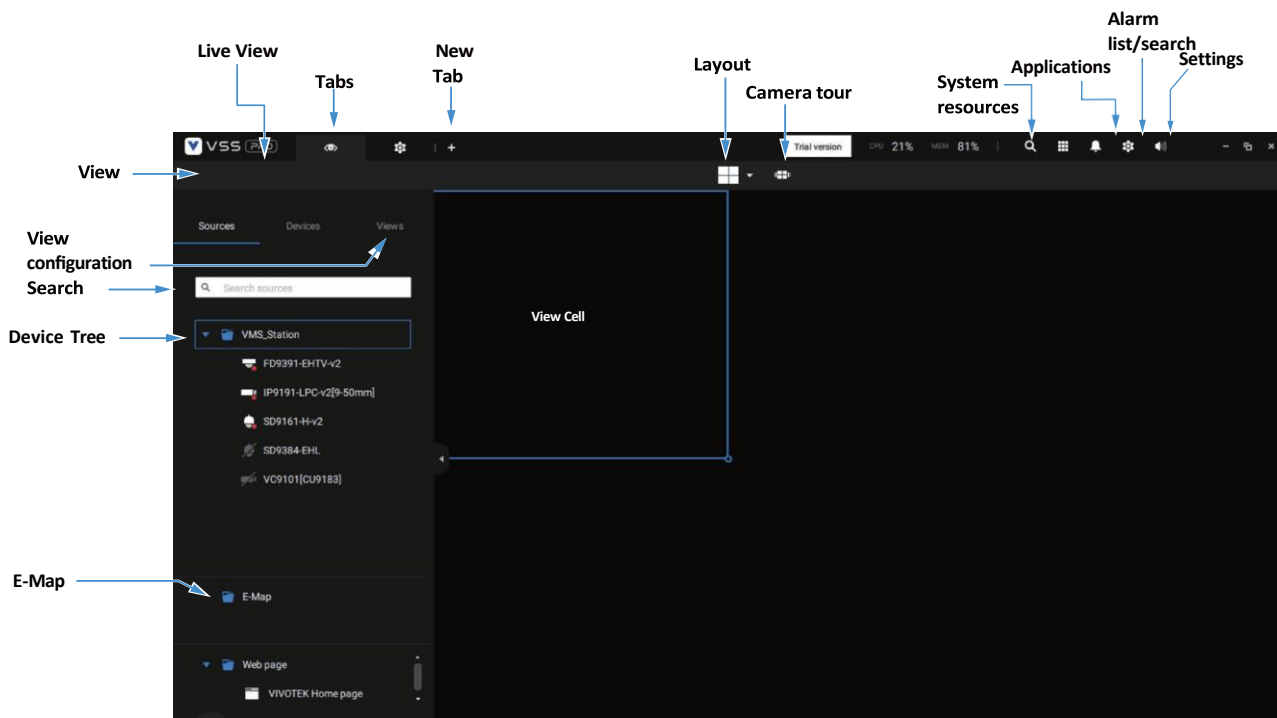 Alarm
list/search
Live View
New
Tab
Settings
Layout
Applications
Tabs
System
resources
Camera tour
VSS PRO
Trial version
CPU 21%
MEM 81%
View
Sources
Devices
Views
View
configuration
Search
Search sources
View Cell
Device Tree
VMS_Station
FD9391-EHTV-v2
IP9191-LPC-v2[9-50mm]
SD9161-H-v2
SD9384-EHL
VC9101[CU9183]
E-Map
E-Map
Web page
VIVOTEK Home page